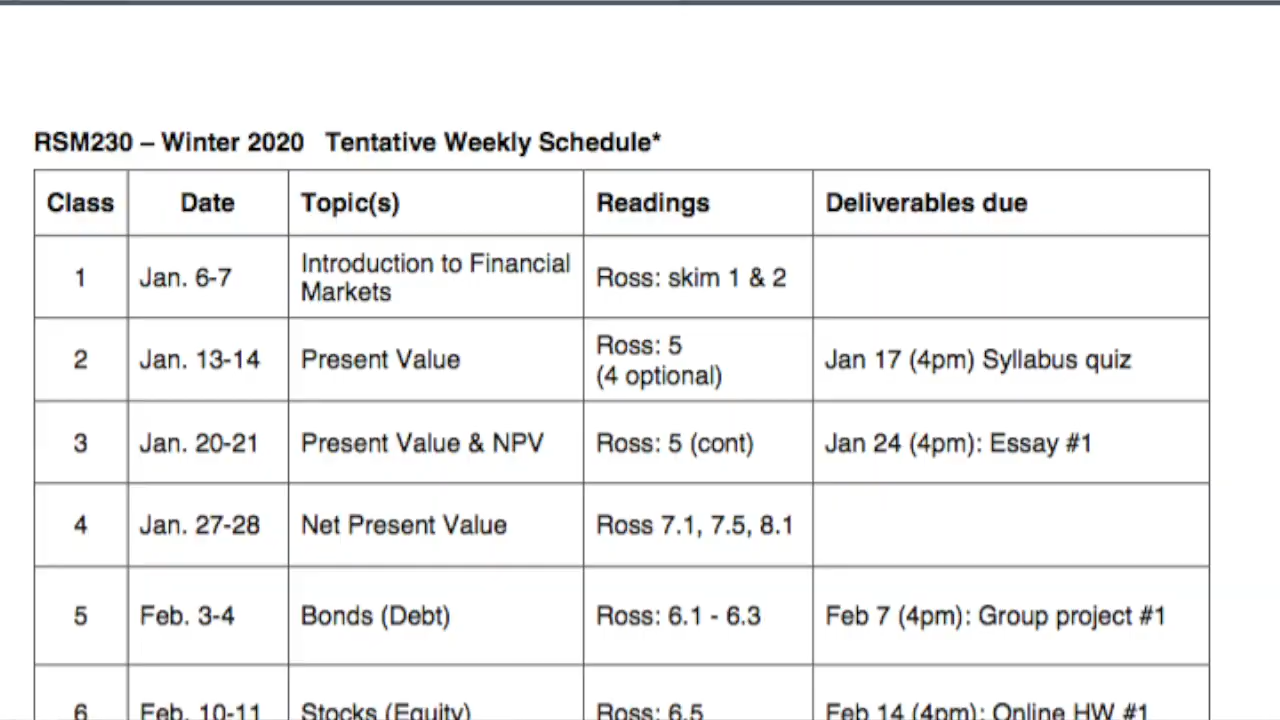 RSM230 – Winter 2020 Tentative Weekly Schedule*
Class Date Topic(s) Readings Deliverables due
1 Jan. 6-7 Introduction to Financial Markets Ross: skim 1 & 2
2 Jan. 13-14 Present Value Ross: 5 (4 optional) Jan 17 (4pm) Syllabus quiz
3 Jan. 20-21 Present Value & NPV Ross: 5 (cont) Jan 24 (4pm): Essay #1
4 Jan. 27-28 Net Present Value Ross 7.1, 7.5, 8.1
5 Feb. 3-4 Bonds (Debt) Ross: 6.1 - 6.3 Feb 7 (4pm): Group project #1
6 Feb. 10-11 Stocks (Equity) Ross: 6.5 Feb 14 (4pm): Online HW #1